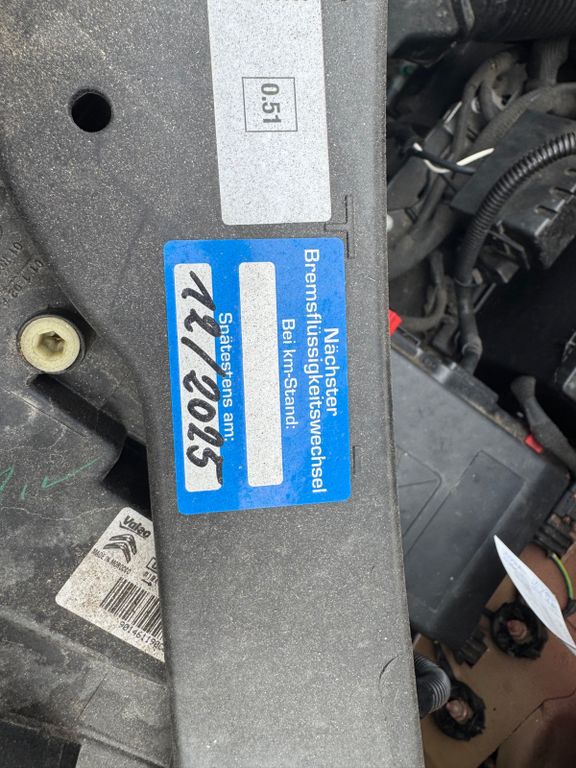 0.51
Nächster
Bremsflüssigkeitswechsel
Bei km-Stand:
Spätestens am:
12/2025
Valeo